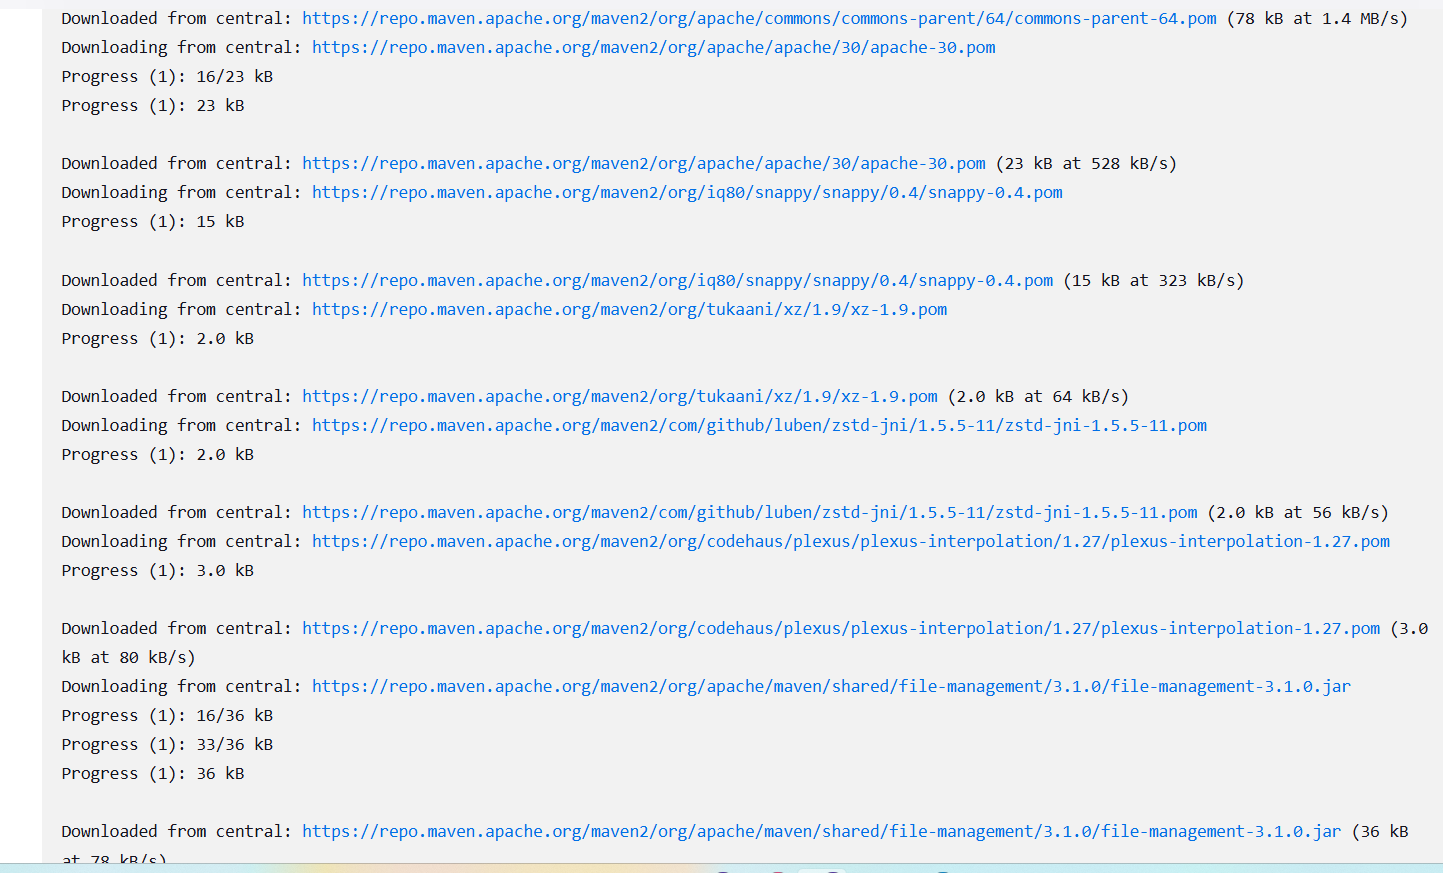 Downloaded from central: https://repo.maven.apache.org/maven2/org/apache/commons/commons-parent/64/commons-parent-64.pom (78 kB at 1.4 MB/s)
Downloading from central: https://repo.maven.apache.org/maven2/org/apache/apache/30/apache-30.pom
Progress (1): 16/23 kB
Progress (1): 23 kB
Downloaded from central: https://repo.maven.apache.org/maven2/org/apache/apache/30/apache-30.pom (23 kB at 528 kB/s)
Downloading from central: https://repo.maven.apache.org/maven2/org/iq80/snappy/snappy/0.4/snappy-0.4.pom
Progress (1): 15 kB
Downloaded from central: https://repo.maven.apache.org/maven2/org/iq80/snappy/snappy/0.4/snappy-0.4.pom (15 kB at 323 kB/s)
Downloading from central: https://repo.maven.apache.org/maven2/org/tukaani/xz/1.9/xz-1.9.pom
Progress (1): 2.0 kB
Downloaded from central: https://repo.maven.apache.org/maven2/org/tukaani/xz/1.9/xz-1.9.pom (2.0 kB at 64 kB/s)
Downloading from central: https://repo.maven.apache.org/maven2/com/github/luben/zstd-jni/1.5.5-11/zstd-jni-1.5.5-11.pom
Progress (1): 2.0 kB
Downloaded from central: https://repo.maven.apache.org/maven2/com/github/luben/zstd-jni/1.5.5-11/zstd-jni-1.5.5-11.pom (2.0 kB at 56 kB/s)
Downloading from central: https://repo.maven.apache.org/maven2/org/codehaus/plexus/plexus-interpolation/1.27/plexus-interpolation-1.27.pom
Progress (1): 3.0 kB
Downloaded from central: https://repo.maven.apache.org/maven2/org/codehaus/plexus/plexus-interpolation/1.27/plexus-interpolation-1.27.pom (3.0
kB at 80 kB/s)
Downloading from central: https://repo.maven.apache.org/maven2/org/apache/maven/shared/file-management/3.1.0/file-management-3.1.0.jar
Progress (1): 16/36 kB
Progress (1): 33/36 kB
Progress (1): 36 kB
Downloaded from central: https://repo.maven.apache.org/maven2/org/apache/maven/shared/file-management/3.1.0/file-management-3.1.0.jar (36 kB
at 78 kB/s)